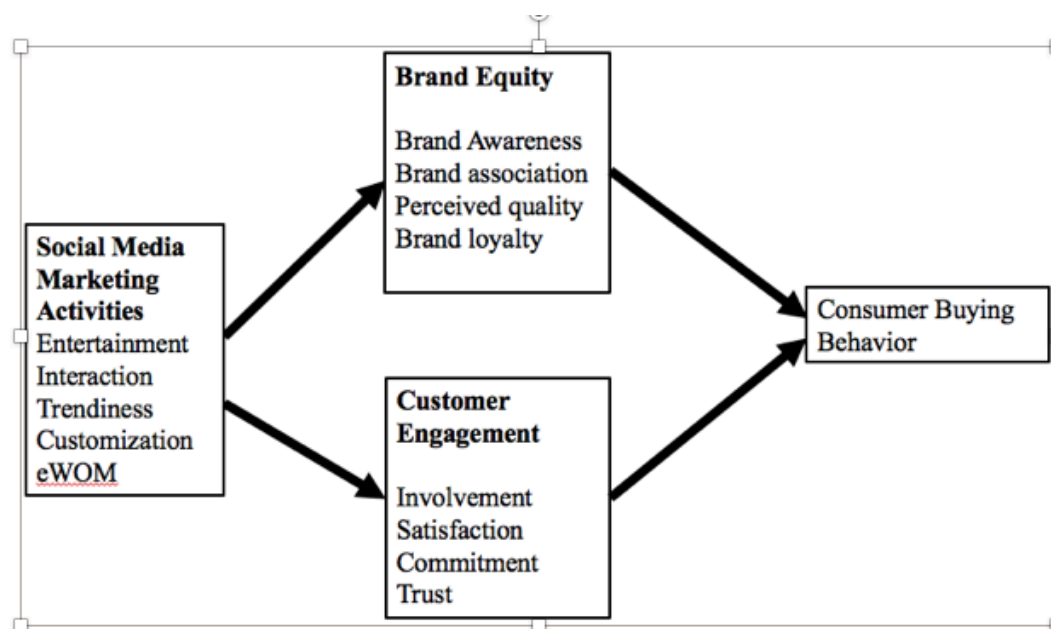 Brand Equity
Brand Awareness
Brand association
Perceived quality
Brand loyalty
Social Media
Marketing
Activities
Entertainment
Interaction
Trendiness
Customization
eWOM
Customer
Engagement
Involvement
Satisfaction
Commitment
Trust
Consumer Buying
Behavior